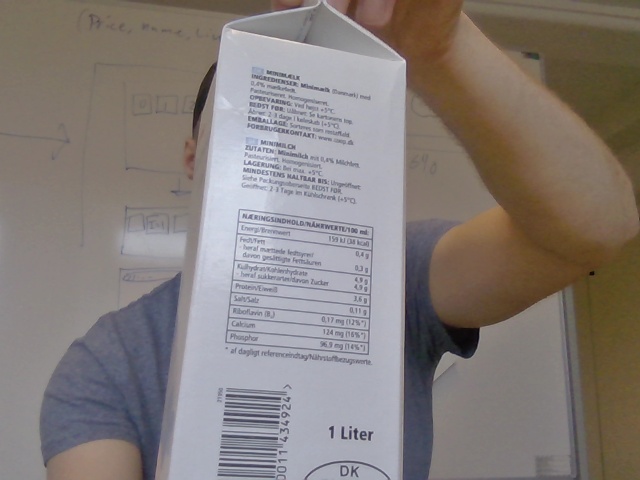 Price, Name,
MINIMÆLK
INGREDIENSER: Minimælk (Danmark) med
0,4% mælkefedt.
Pasteuriseret. Homogeniseret.
OPBEVARING: Ved højst +5°C.
BEDST FØR: Uåbnet: Se kartonens top.
Åbnet: 2-3 dage i køleskab (+5°C).
EMBALLAGE: Sorteres som restaffald.
FORBRUGERKONTAKT: www.coop.dk
MINIMILCH
ZUTATEN: Minimilch mit 0,4% Milchfett.
Pasteurisiert. Homogenisiert.
LAGERUNG: Bei max. +5°C.
MINDESTENS HALTBAR BIS: Ungeöffnet:
Siehe Packungsoberseite BEDST FØR.
Geöffnet: 2-3 Tage im Kühlschrank (+5°C).
NÆRINGSINDHOLD/NÄHRWERTE/100 ml:
Energi/Brennwert 159 kJ (38 kcal)
Fedt/Fett 0,4 g
- heraf mættede fedtsyrer/
davon gesättigte Fettsäuren 0,3 g
Kulhydrat/Kohlenhydrate 4,9 g
- heraf sukkerarter/davon Zucker 4,9 g
Protein/Eiweiß 3,6 g
Salt/Salz 0,11 g
Riboflavin (B₂) 0,17 mg (12%*)
Calcium 124 mg (16%*)
Phosphor 96,9 mg (14%*)
* af dagligt referenceindtag/Nährstoffbezugswerte
1 Liter
0011 434924 >
DK